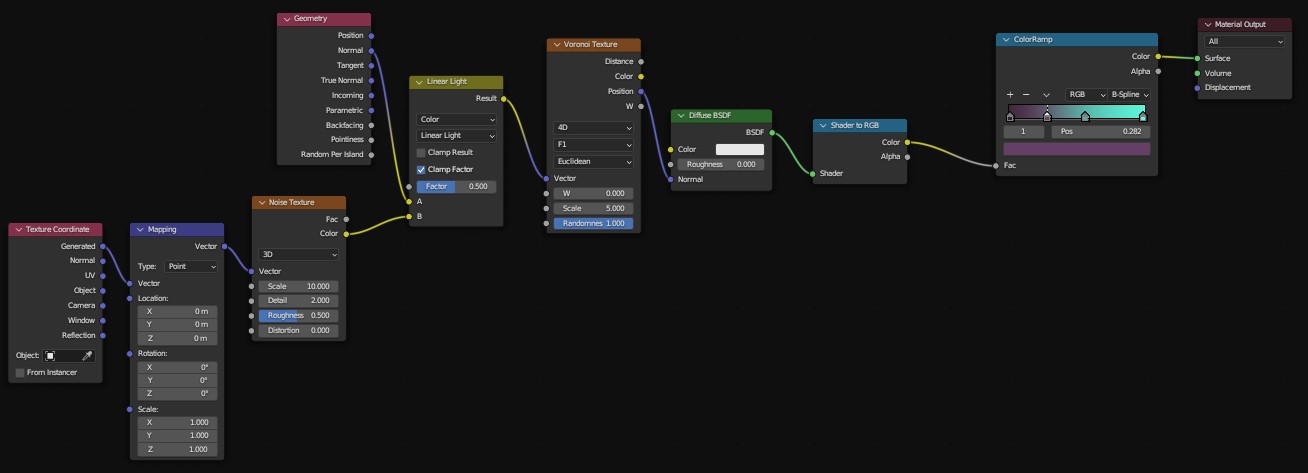 Texture Coordinate
Generated
Normal
UV
Object
Camera
Window
Reflection
Object:
From Instancer
Mapping
Vector
Type: Point
Vector
Location:
X 0 m
Y 0 m
Z 0 m
Rotation:
X 0°
Y 0°
Z 0°
Scale:
X 1.000
Y 1.000
Z 1.000
Noise Texture
Fac
Color
3D
Vector
Scale 10.000
Detail 2.000
Roughness 0.500
Distortion 0.000
Geometry
Position
Normal
Tangent
True Normal
Incoming
Parametric
Backfacing
Pointiness
Random Per Island
Linear Light
Result
Color
Linear Light
Clamp Result
Clamp Factor
Factor 0.500
A
B
Voronoi Texture
Distance
Color
Position
W
4D
F1
Euclidean
Vector
W 0.000
Scale 5.000
Randomnes 1.000
Diffuse BSDF
BSDF
Color
Roughness 0.000
Normal
Shader to RGB
Color
Alpha
Shader
ColorRamp
Color
Alpha
+ − RGB B-Spline
1 Pos 0.282
Fac
Material Output
All
Surface
Volume
Displacement